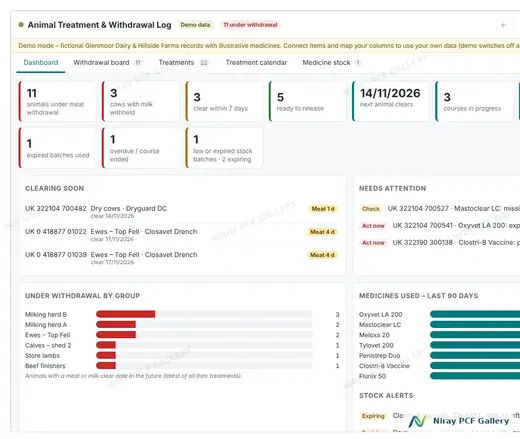 Animal Treatment & Withdrawal Log Demo data 11 under withdrawal
Demo mode – fictional Glenmoor Dairy & Hillside Farms records with illustrative medicines. Connect items and map your columns to use your own data (demo switches off a
Dashboard Withdrawal board 11 Treatments 22 Treatment calendar Medicine stock
11
animals under meat
withdrawal
3
cows with milk
withheld
3
clear within 7 days
5
ready to release
14/11/2026
next animal clears
3
courses in progress
1
expired batches used
1
overdue / course
ended
1
low or expired stock
batches · 2 expiring
CLEARING SOON
UK 322104 700482 Dry cows · Dryguard DC Meat 1 d
clear 14/11/2026
UK 0 418877 01022 Ewes – Top Fell · Closavet Drench Meat 4 d
clear 17/11/2026
UK 0 418877 01039 Ewes – Top Fell · Closavet Drench Meat 4 d
clear 17/11/2026
NEEDS ATTENTION
Check UK 322104 700527 · Mastoclear LC: missi
Act now UK 322104 700541 · Oxyvet LA 200: exp
Act now UK 322190 300138 · Clostri-8 Vaccine: p
UNDER WITHDRAWAL BY GROUP
Milking herd B 3
Milking herd A 2
Ewes – Top Fell 2
Calves – shed 2 1
Store lambs 1
Beef finishers 1
Animals with a meat or milk clear date in the future (latest of all their treatments).
MEDICINES USED – LAST 90 DAYS
Oxyvet LA 200
Mastoclear LC
Meloxa 20
Tylovet 200
Penistrep Duo
Clostri-8 Vaccine
Flunix 50
STOCK ALERTS
Expiring
Niray PCF Gallery
NIRAY PCF GALLERY